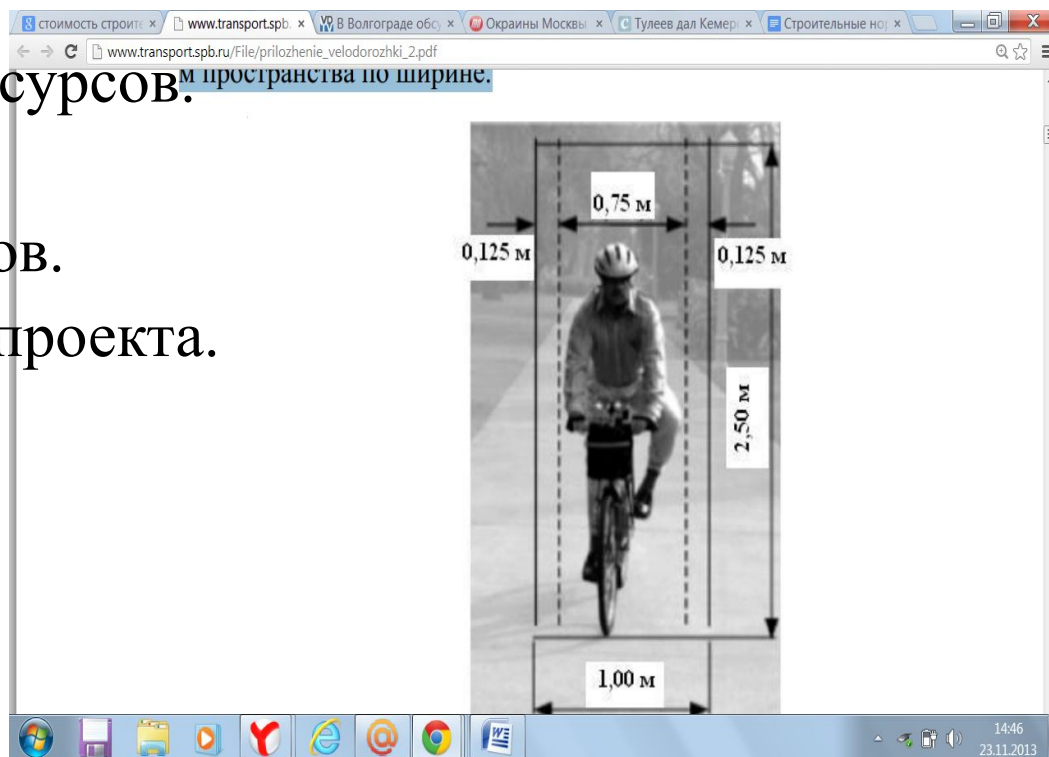 стоимость строите
www.transport.spb.
В Волгограде обсу
Окраины Москвы
Тулеев дал Кемер
Строительные нор
www.transport.spb.ru/File/prilozhenie_velodorozhki_2.pdf
м пространства по ширине.
сурсов.
0,75 м
0,125 м
0,125 м
ов.
проекта.
2,50 м
1,00 м
14:46
23.11.2013